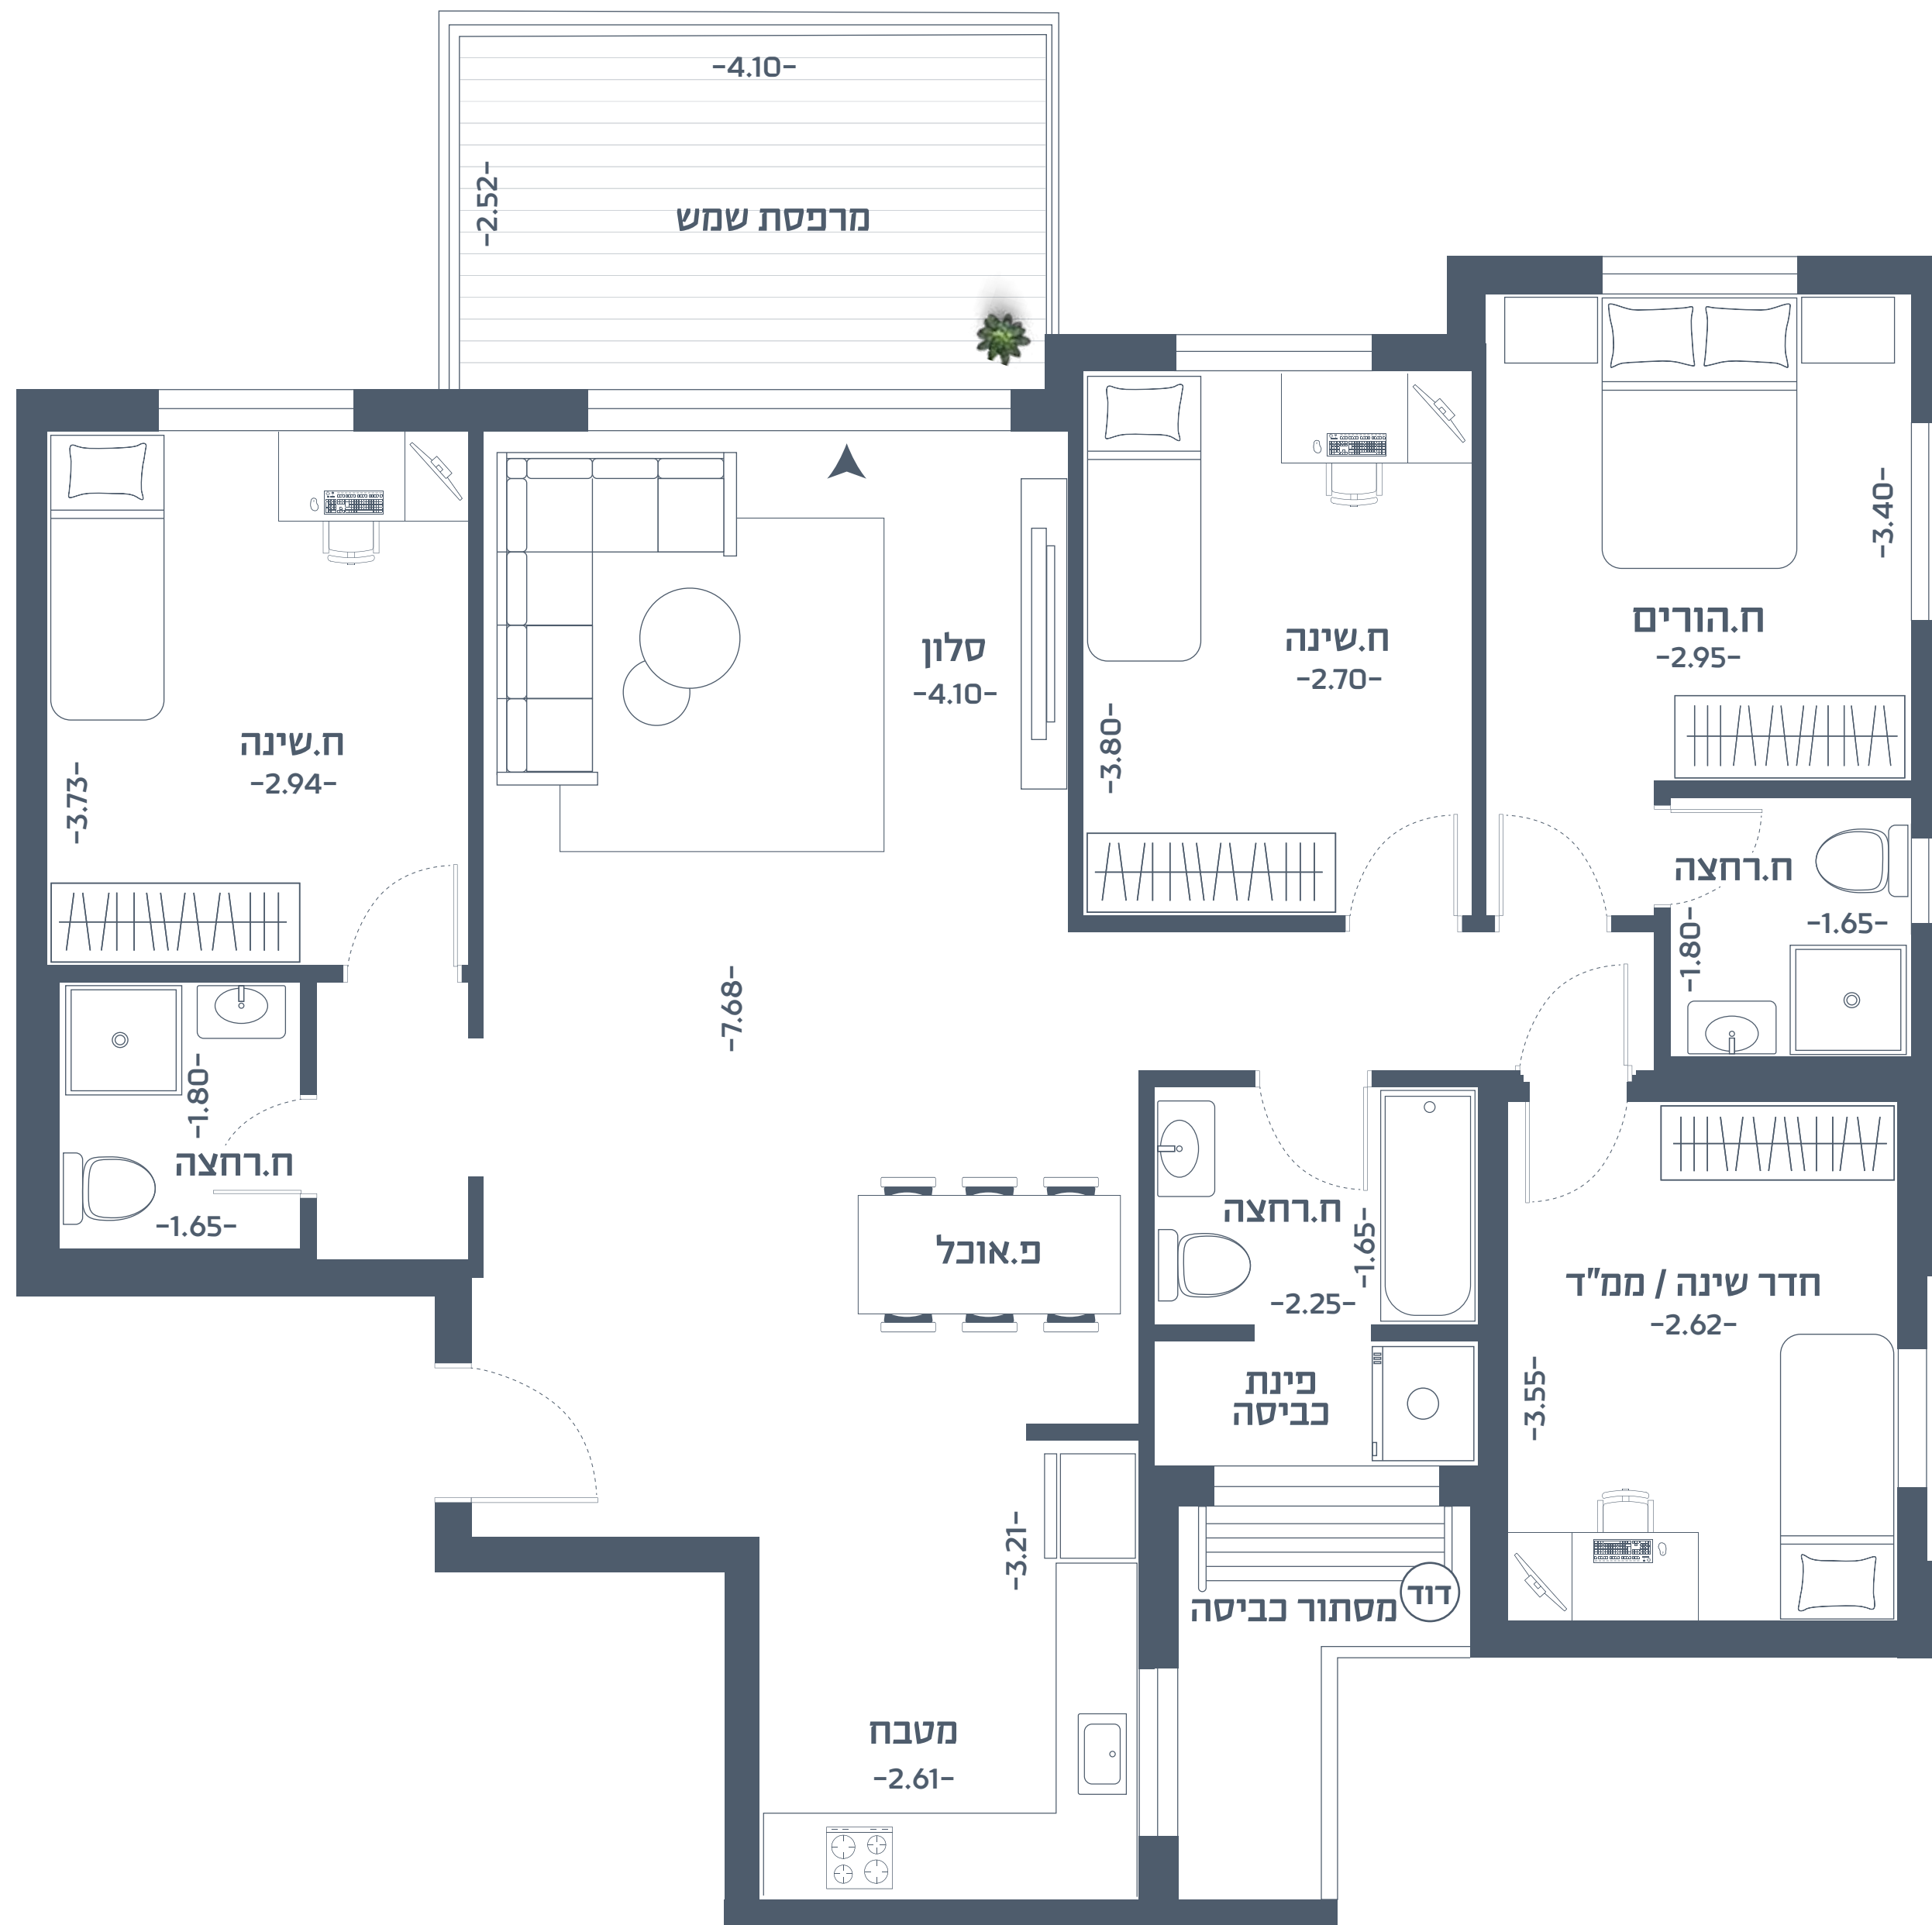 -4.10-
-2.52-
מרפסת שמש
ח.הורים
-2.95-
-3.40-
ח.שינה
-2.70-
-3.80-
סלון
-4.10-
-7.68-
ח.שינה
-2.94-
-3.73-
ח.רחצה
-1.65-
-1.80-
ח.רחצה
-1.65-
-1.80-
פ.אוכל
ח.רחצה
-2.25-
-1.65-
חדר שינה / ממ"ד
-2.62-
-3.55-
פינת
כביסה
מסתור כביסה
דוד
-3.21-
מטבח
-2.61-